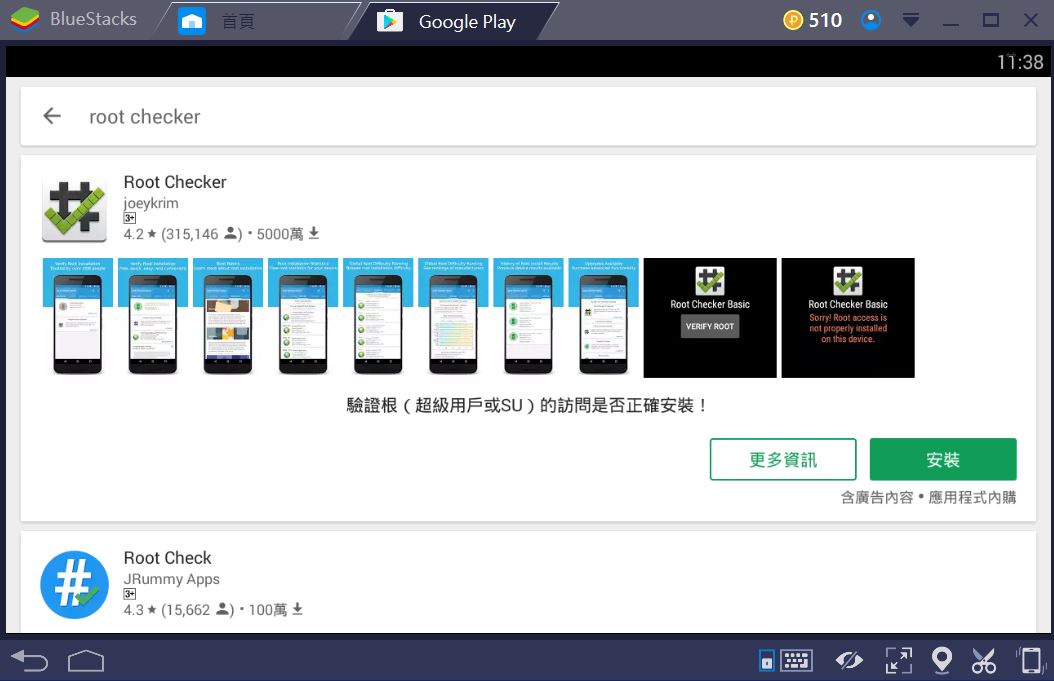 BlueStacks
首頁
Google Play
510
11:38
root checker
Root Checker
joeykrim
3+
4.2 ★ (315,146 ) • 5000萬
Verify Root Installation
Root Checker Basic
VERIFY ROOT
Root Checker Basic
Sorry! Root access is
not properly installed
on this device.
驗證根（超級用戶或SU）的訪問是否正確安裝！
更多資訊
安裝
含廣告內容 • 應用程式內購
Root Check
JRummy Apps
3+
4.3 ★ (15,662 ) • 100萬